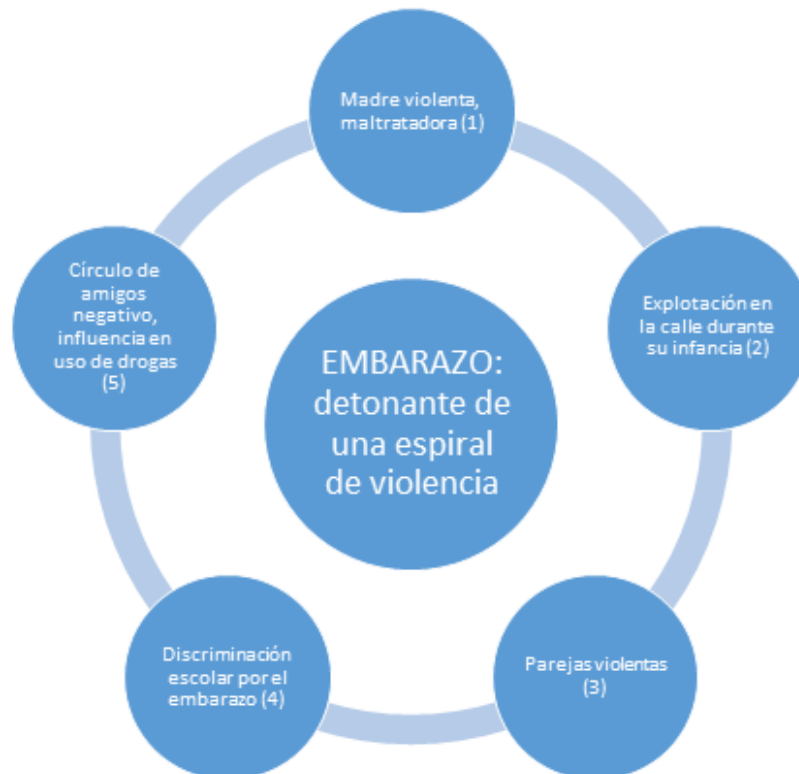 Madre violenta,
maltratadora (1)
Explotación en
la calle durante
su infancia (2)
Parejas violentas
(3)
Discriminación
escolar por el
embarazo (4)
Círculo de
amigos
negativo,
influencia en
uso de drogas
(5)
EMBARAZO:
detonante de
una espiral
de violencia